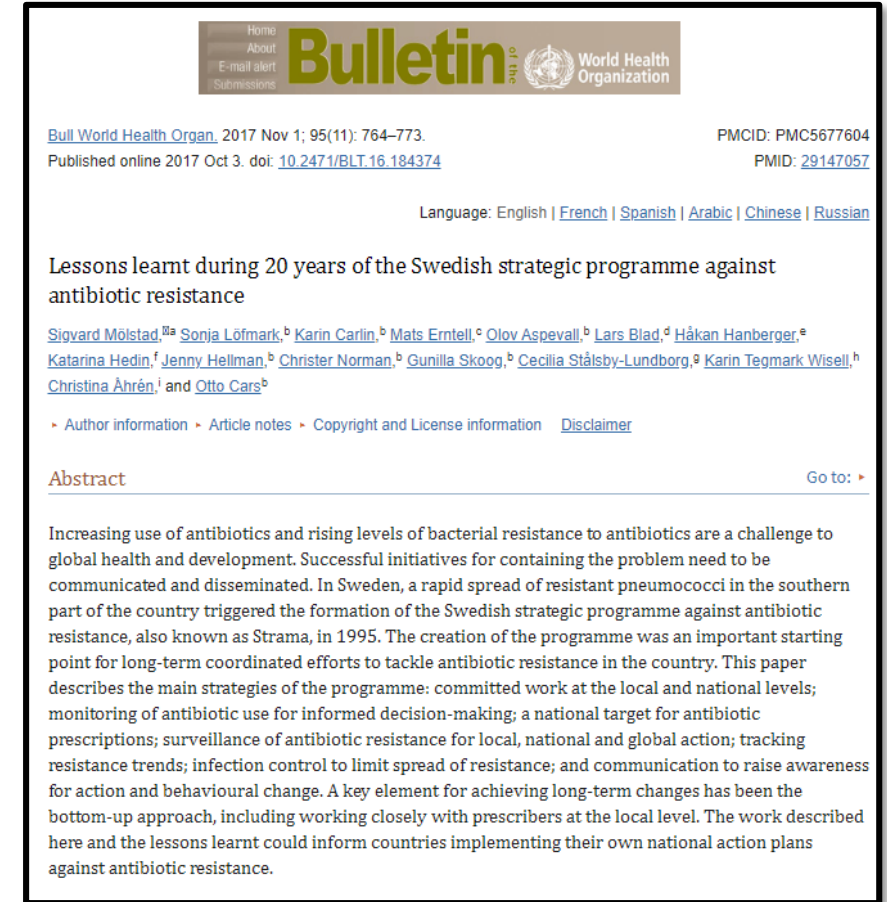 Home
About
E-mail alert
Submissions
Bulletin of the World Health
Organization
Bull World Health Organ. 2017 Nov 1; 95(11): 764–773.
PMCID: PMC5677604
Published online 2017 Oct 3. doi: 10.2471/BLT.16.184374
PMID: 29147057
Language: English | French | Spanish | Arabic | Chinese | Russian
Lessons learnt during 20 years of the Swedish strategic programme against
antibiotic resistance
Sigvard Mölstad,✉a Sonja Löfmark,b Karin Carlin,b Mats Erntell,c Olov Aspevall,b Lars Blad,d Håkan Hanberger,e
Katarina Hedin,f Jenny Hellman,b Christer Norman,b Gunilla Skoog,b Cecilia Stålsby-Lundborg,g Karin Tegmark Wisell,h
Christina Åhrén,i and Otto Carsb
▸ Author information ▸ Article notes ▸ Copyright and License information Disclaimer
Abstract
Go to: ▸
Increasing use of antibiotics and rising levels of bacterial resistance to antibiotics are a challenge to
global health and development. Successful initiatives for containing the problem need to be
communicated and disseminated. In Sweden, a rapid spread of resistant pneumococci in the southern
part of the country triggered the formation of the Swedish strategic programme against antibiotic
resistance, also known as Strama, in 1995. The creation of the programme was an important starting
point for long-term coordinated efforts to tackle antibiotic resistance in the country. This paper
describes the main strategies of the programme: committed work at the local and national levels;
monitoring of antibiotic use for informed decision-making; a national target for antibiotic
prescriptions; surveillance of antibiotic resistance for local, national and global action; tracking
resistance trends; infection control to limit spread of resistance; and communication to raise awareness
for action and behavioural change. A key element for achieving long-term changes has been the
bottom-up approach, including working closely with prescribers at the local level. The work described
here and the lessons learnt could inform countries implementing their own national action plans
against antibiotic resistance.